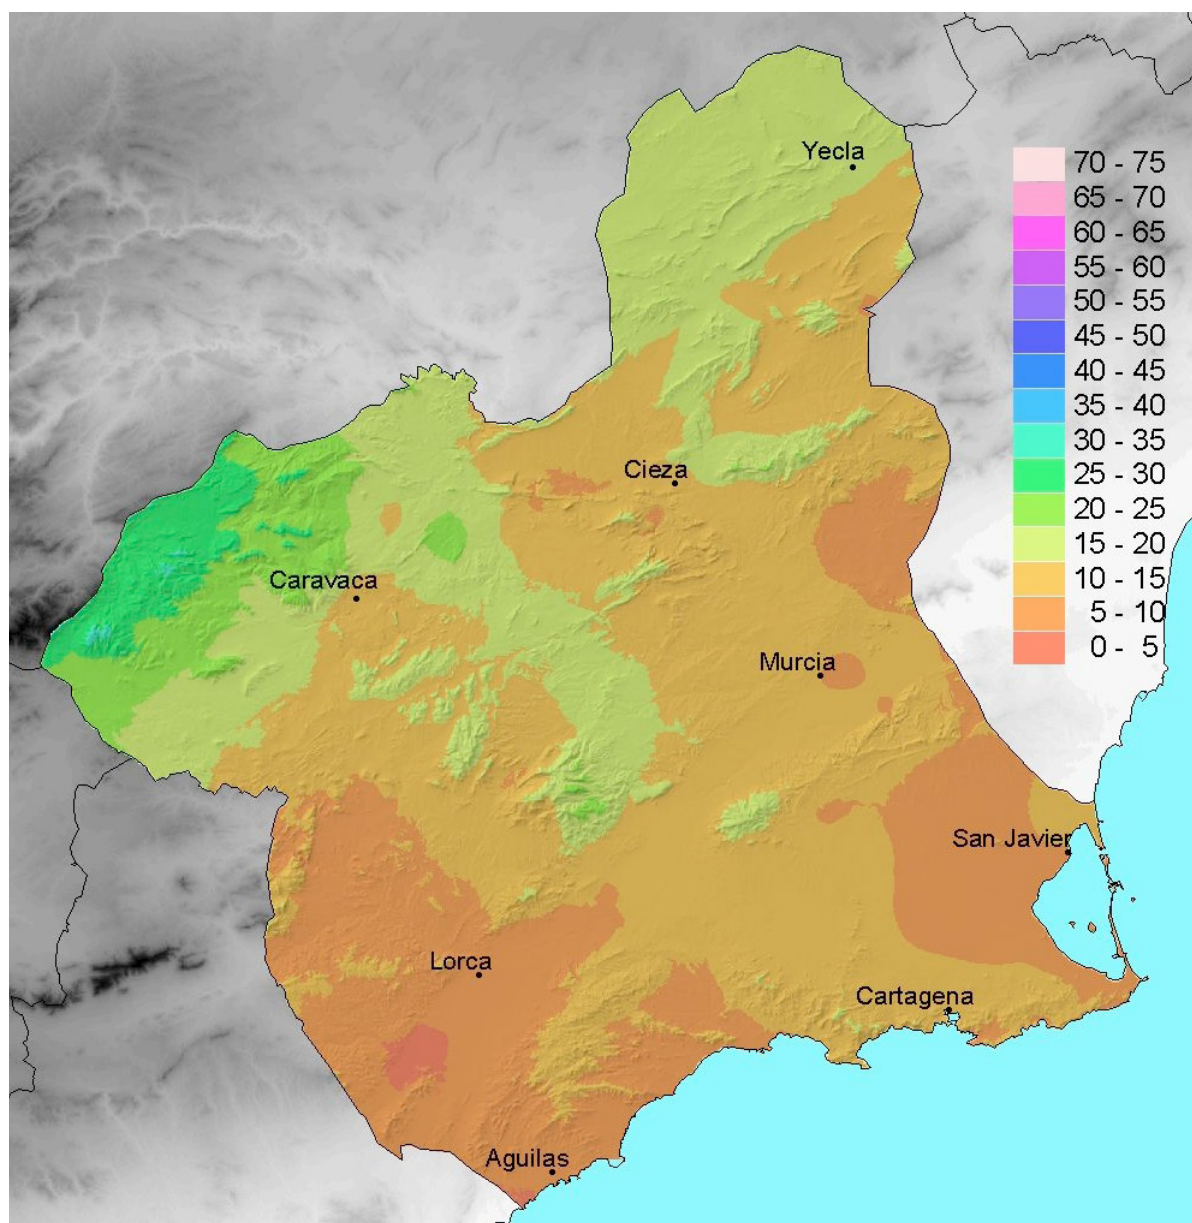 Yecla
70 - 75
65 - 70
60 - 65
55 - 60
50 - 55
45 - 50
40 - 45
35 - 40
30 - 35
25 - 30
20 - 25
15 - 20
10 - 15
5 - 10
0 - 5
Cieza
Caravaca
Murcia
San Javier
Lorca
Cartagena
Aguilas